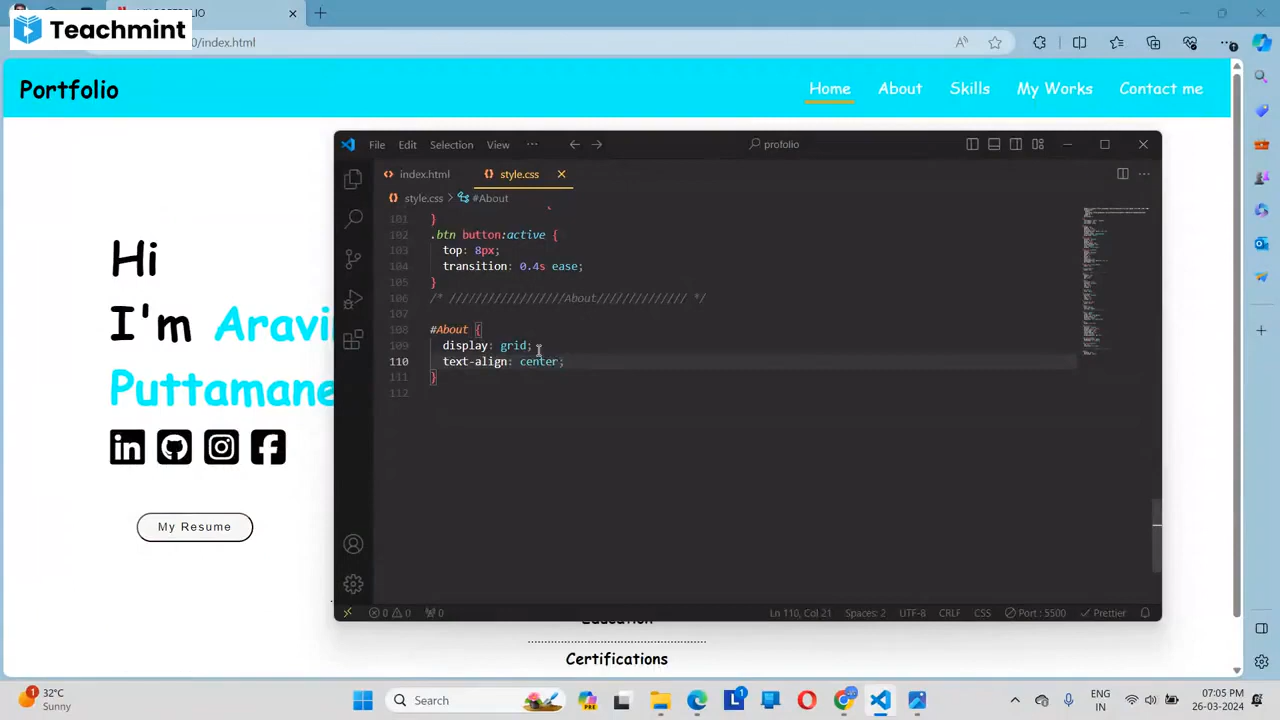 Teachmint
0/index.html
Portfolio
Home About Skills My Works Contact me
File Edit Selection View ... profolio
index.html style.css
style.css > #About
101 }
102 .btn button:active {
103 top: 8px;
104 transition: 0.4s ease;
105 }
106 /* //////////////////About////////////// */
107
108 #About {
109 display: grid;
110 text-align: center;
111 }
112
Hi
I'm Aravi
Puttamane
My Resume
0 0 0 Ln 110, Col 21 Spaces: 2 UTF-8 CRLF CSS Port : 5500 Prettier
Certifications
1 32°C
Sunny
Search
ENG
IN
07:05 PM
26-03-2024